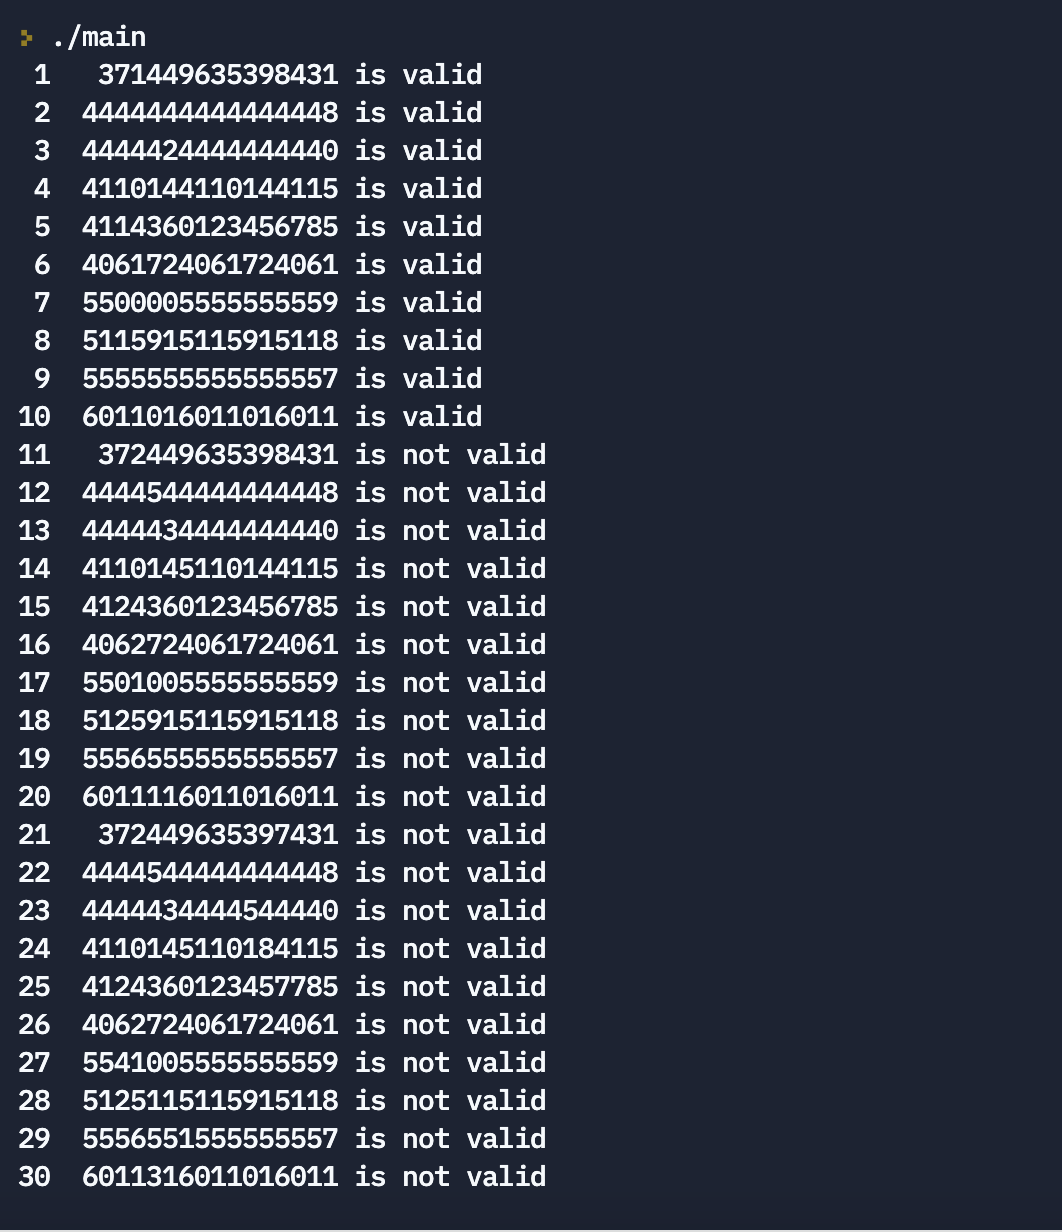 > ./main
1 371449635398431 is valid
2 4444444444444448 is valid
3 4444424444444440 is valid
4 4110144110144115 is valid
5 4114360123456785 is valid
6 4061724061724061 is valid
7 5500005555555559 is valid
8 5115915115915118 is valid
9 5555555555555557 is valid
10 6011016011016011 is valid
11 372449635398431 is not valid
12 4444544444444448 is not valid
13 4444434444444440 is not valid
14 4110145110144115 is not valid
15 4124360123456785 is not valid
16 4062724061724061 is not valid
17 5501005555555559 is not valid
18 5125915115915118 is not valid
19 5556555555555557 is not valid
20 6011116011016011 is not valid
21 372449635397431 is not valid
22 4444544444444448 is not valid
23 4444434444544440 is not valid
24 4110145110184115 is not valid
25 4124360123457785 is not valid
26 4062724061724061 is not valid
27 5541005555555559 is not valid
28 5125115115915118 is not valid
29 5556551555555557 is not valid
30 6011316011016011 is not valid